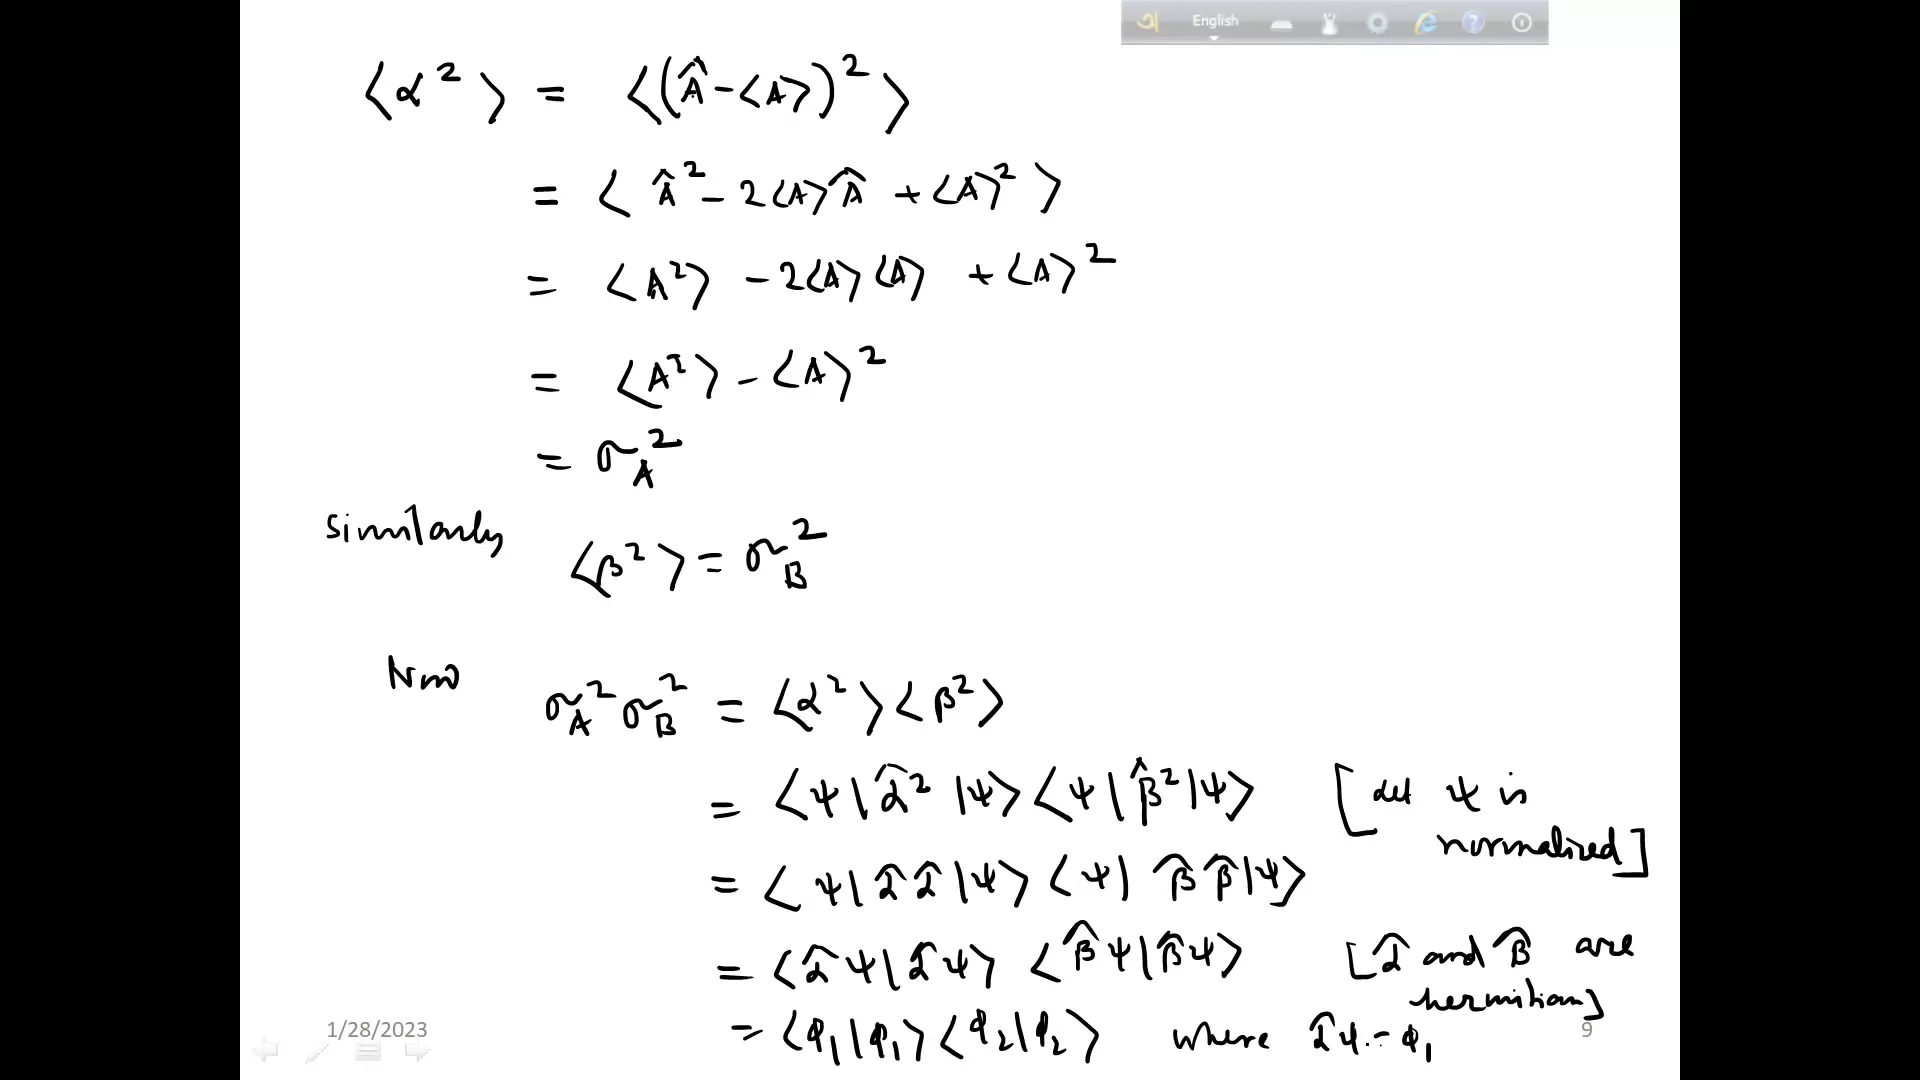 English
⟨α²⟩ = ⟨(Â-⟨A⟩)²⟩
= ⟨Â² - 2⟨A⟩Â + ⟨A⟩²⟩
= ⟨A²⟩ - 2⟨A⟩⟨A⟩ + ⟨A⟩²
= ⟨A²⟩ - ⟨A⟩²
= σ_A²
Similarly
⟨β²⟩ = σ_B²
Now
σ_A² σ_B² = ⟨α²⟩⟨β²⟩
= ⟨ψ|α̂²|ψ⟩⟨ψ|β̂²|ψ⟩ [let ψ is
normalized]
= ⟨ψ|α̂α̂|ψ⟩⟨ψ|β̂β̂|ψ⟩
= ⟨α̂ψ|α̂ψ⟩⟨β̂ψ|β̂ψ⟩ [α̂ and β̂ are
hermitian]
= ⟨φ₁|φ₁⟩⟨φ₂|φ₂⟩ where α̂ψ = φ₁
1/28/2023
9